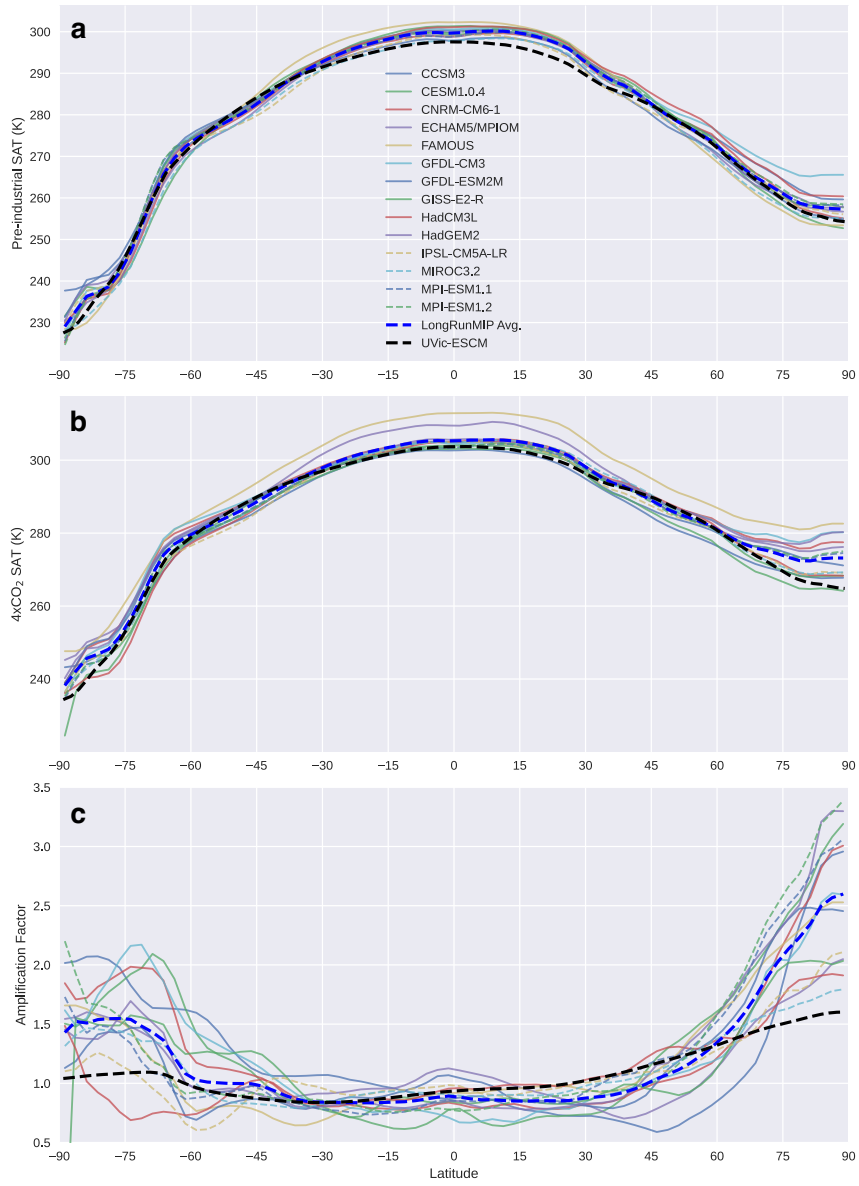 a
300
290
280
270
260
250
240
230
Pre-industrial SAT (K)
CCSM3
CESM1.0.4
CNRM-CM6-1
ECHAM5/MPIOM
FAMOUS
GFDL-CM3
GFDL-ESM2M
GISS-E2-R
HadCM3L
HadGEM2
IPSL-CM5A-LR
MIROC3.2
MPI-ESM1.1
MPI-ESM1.2
LongRunMIP Avg.
UVic-ESCM
−90 −75 −60 −45 −30 −15 0 15 30 45 60 75 90
b
300
280
260
240
4xCO₂ SAT (K)
−90 −75 −60 −45 −30 −15 0 15 30 45 60 75 90
c
3.5
3.0
2.5
2.0
1.5
1.0
0.5
Amplification Factor
−90 −75 −60 −45 −30 −15 0 15 30 45 60 75 90
Latitude